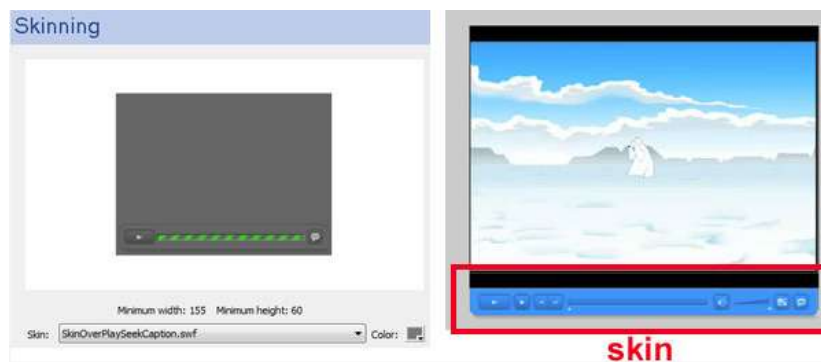 Skinning
Minimum width: 155 Minimum height: 60
Skin: SkinOverPlaySeekCaption.swf Color:
skin